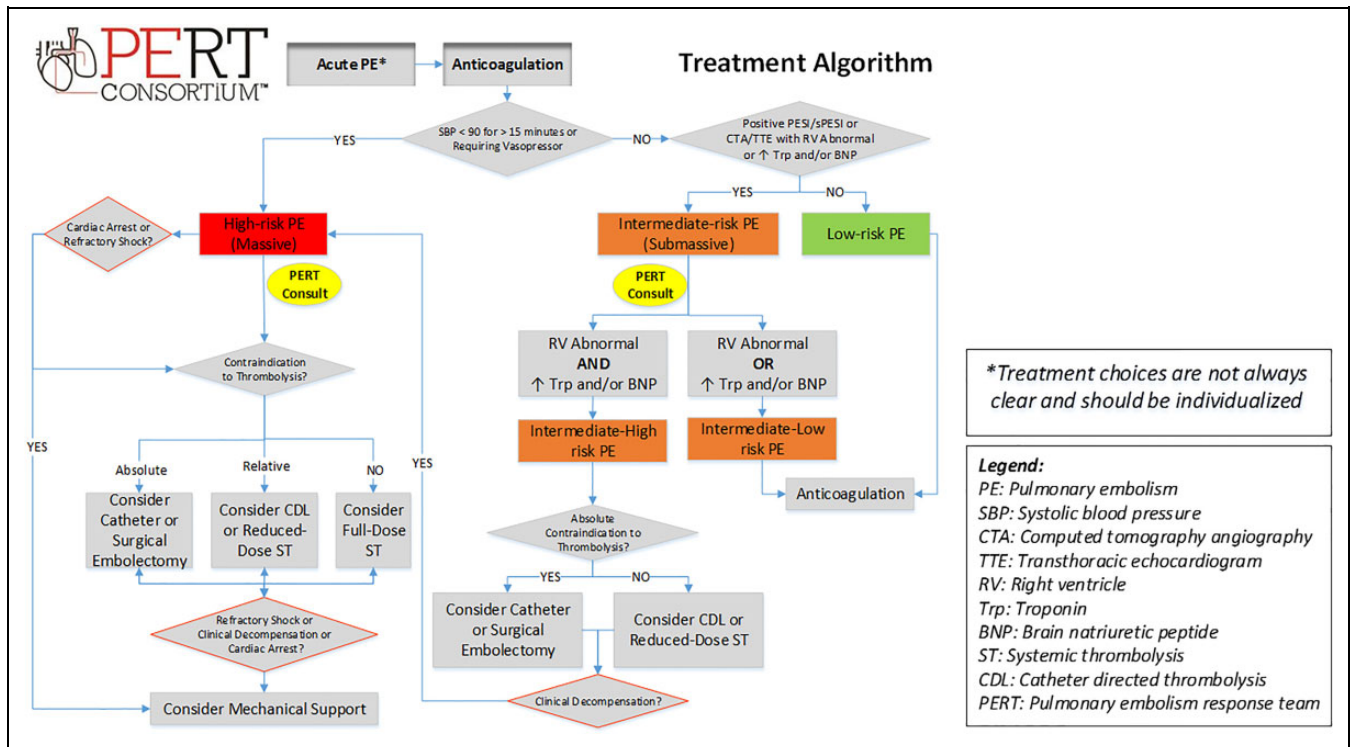 PERT
CONSORTIUM™
Acute PE*
Anticoagulation
Treatment Algorithm
SBP < 90 for > 15 minutes or
Requiring Vasopressor
YES
NO
Positive PESI/sPESI or
CTA/TTE with RV Abnormal
or ↑ Trp and/or BNP
YES
NO
Cardiac Arrest or
Refractory Shock?
High-risk PE
(Massive)
Intermediate-risk PE
(Submassive)
Low-risk PE
PERT
Consult
PERT
Consult
RV Abnormal
AND
↑ Trp and/or BNP
RV Abnormal
OR
↑ Trp and/or BNP
Contraindication
to Thrombolysis?
Intermediate-High
risk PE
Intermediate-Low
risk PE
Anticoagulation
YES
YES
Absolute
Relative
NO
Consider
Catheter or
Surgical
Embolectomy
Consider CDL
or Reduced-
Dose ST
Consider
Full-Dose
ST
Absolute
Contraindication to
Thrombolysis?
YES
NO
Consider Catheter
or Surgical
Embolectomy
Consider CDL or
Reduced-Dose ST
Refractory Shock or
Clinical Decompensation or
Cardiac Arrest?
Clinical Decompensation?
Consider Mechanical Support
*Treatment choices are not always
clear and should be individualized
Legend:
PE: Pulmonary embolism
SBP: Systolic blood pressure
CTA: Computed tomography angiography
TTE: Transthoracic echocardiogram
RV: Right ventricle
Trp: Troponin
BNP: Brain natriuretic peptide
ST: Systemic thrombolysis
CDL: Catheter directed thrombolysis
PERT: Pulmonary embolism response team